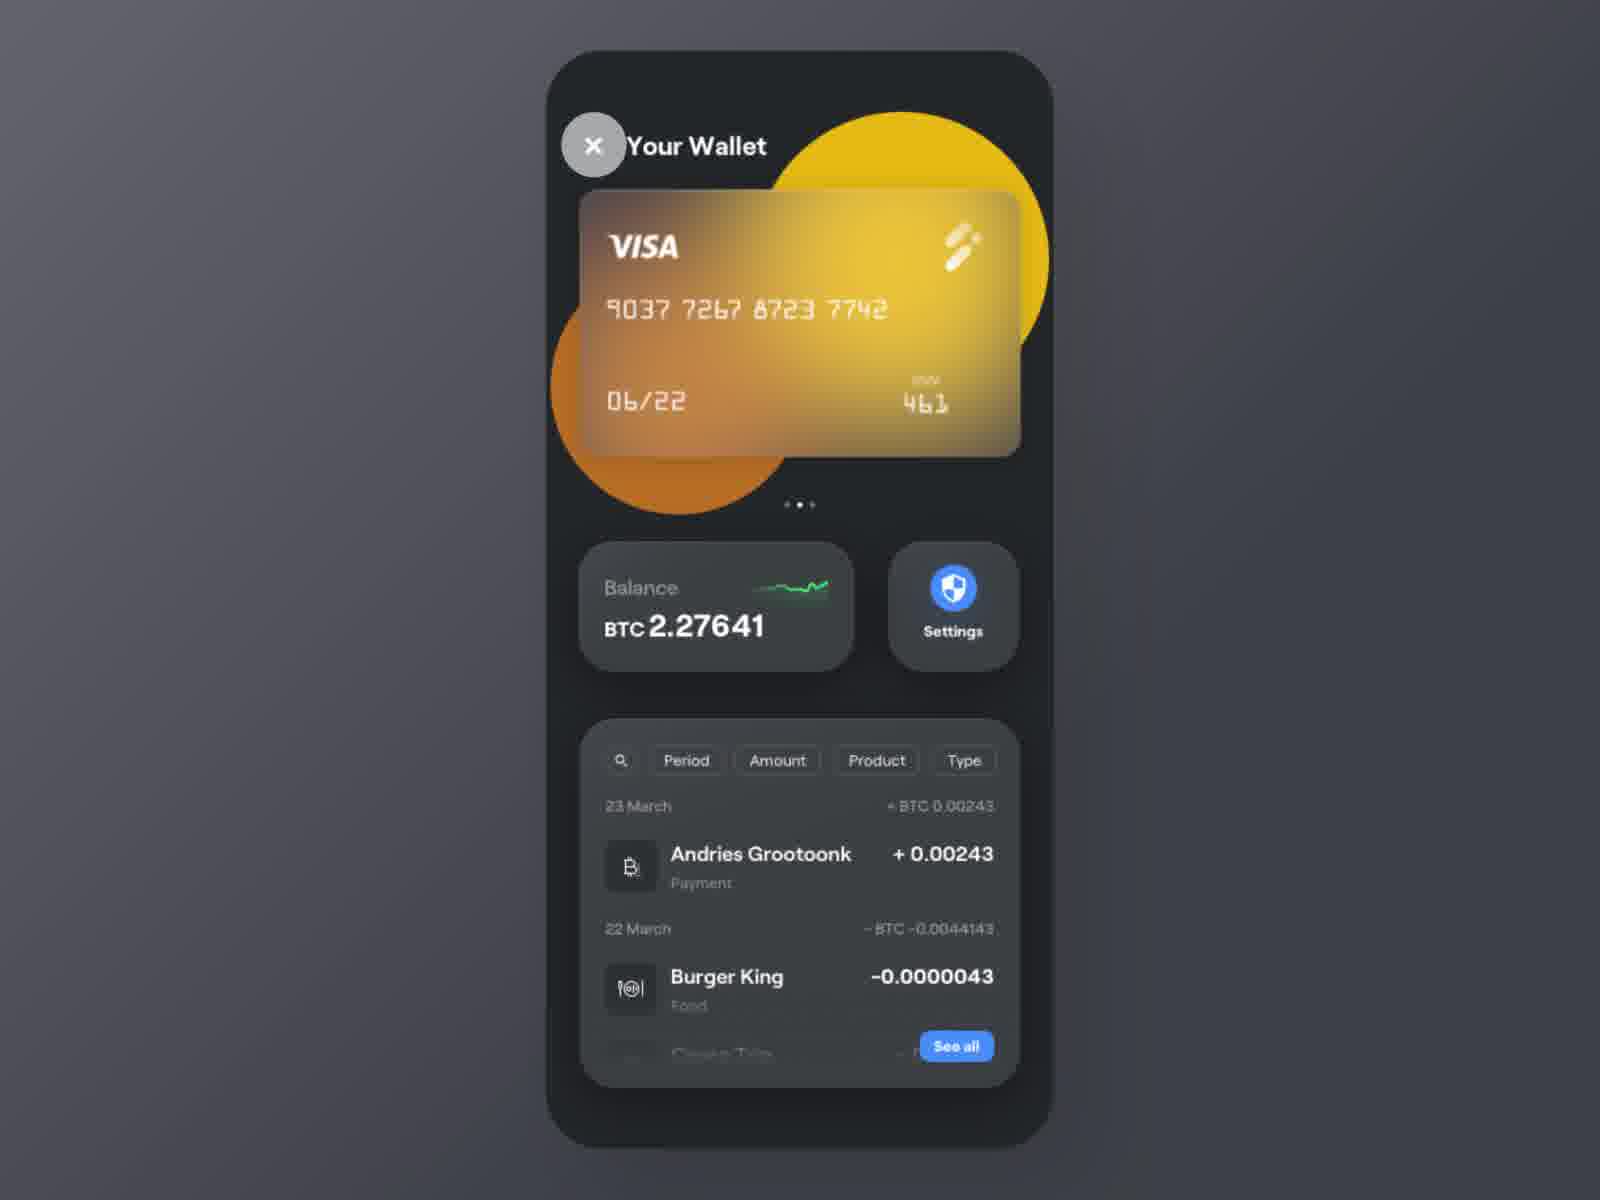 Your Wallet
VISA
9037 7267 8723 7742
06/22
461
Balance
BTC 2.27641
Settings
Period Amount Product Type
23 March + BTC 0.00243
Andries Grootoonk + 0.00243
Payment
22 March - BTC -0.0044143
Burger King -0.0000043
Food
See all